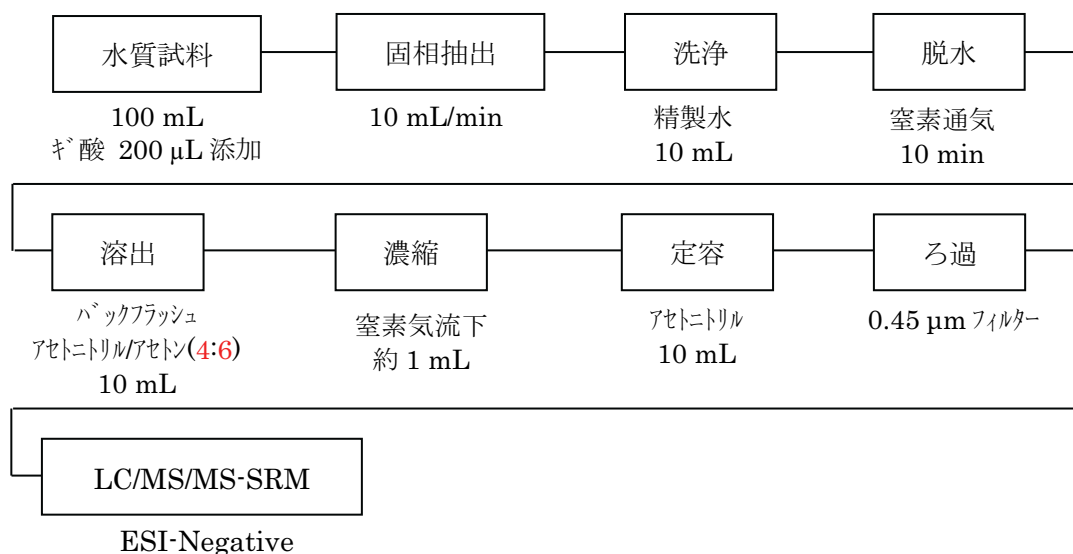 水質試料 固相抽出 洗浄 脱水
100 mL 10 mL/min 精製水 窒素通気
ギ酸 200 µL 添加 10 mL 10 min
溶出 濃縮 定容 ろ過
バックフラッシュ 窒素気流下 アセトニトリル 0.45 µm フィルター
アセトニトリル/アセトン(4:6) 約 1 mL 10 mL
10 mL
LC/MS/MS-SRM
ESI-Negative